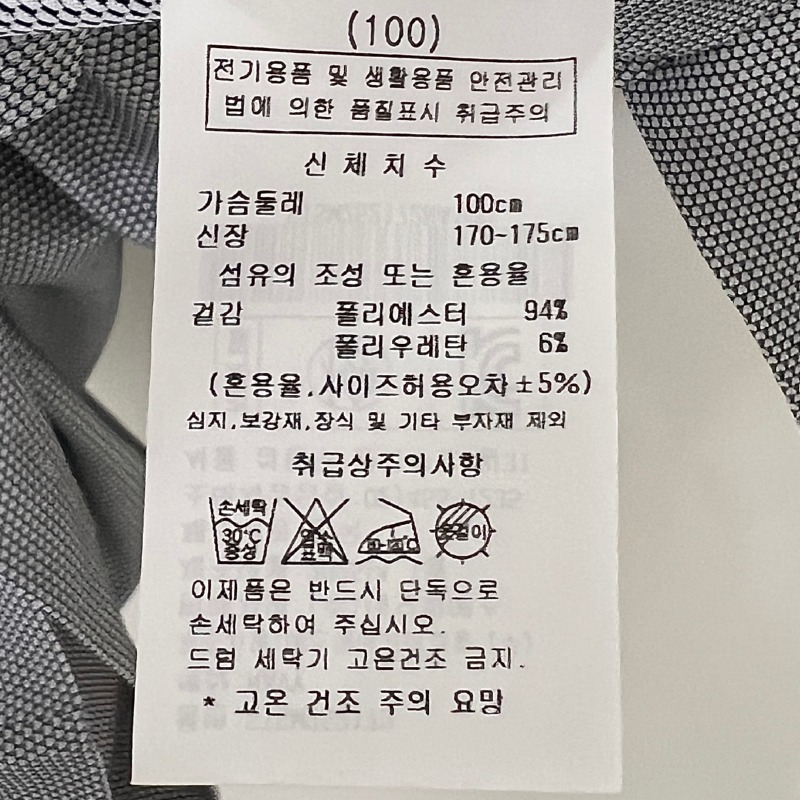 (100)
전기용품 및 생활용품 안전관리
법에 의한 품질표시 취급주의
신체치수
가슴둘레 100cm
신장 170~175cm
섬유의 조성 또는 혼용율
겉감 폴리에스터 94%
폴리우레탄 6%
(혼용율,사이즈허용오차±5%)
심지,보강재,장식 및 기타 부자재 제외
취급상주의사항
손세탁
30℃ 염소 옷걸이
중성 표백
이제품은 반드시 단독으로
손세탁하여 주십시오.
드럼 세탁기 고온건조 금지.
* 고온 건조 주의 요망